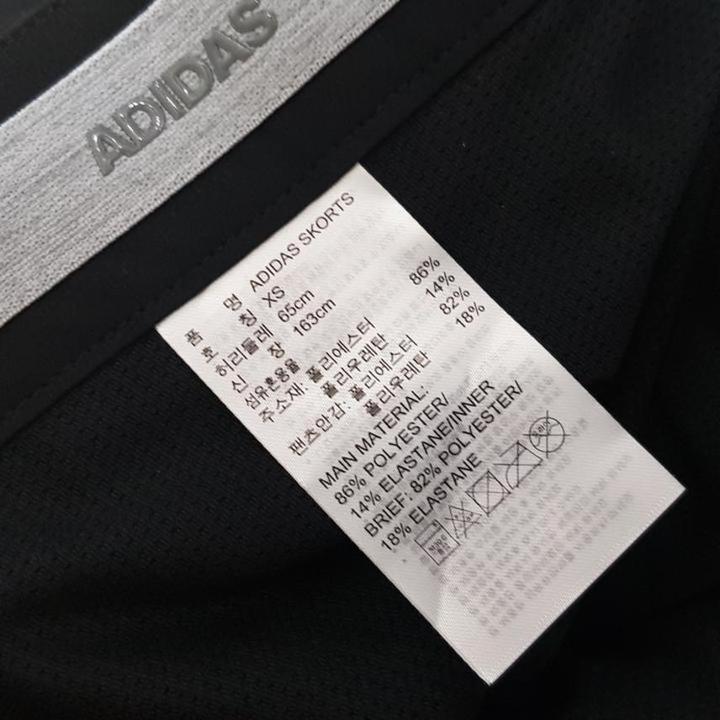 ADIDAS
품 명 ADIDAS SKORTS
호 칭 XS
허리둘레 65cm
신 장 163cm
섬유혼용율
주소재: 폴리에스터 86%
폴리우레탄 14%
팬츠안감: 폴리에스터 82%
폴리우레탄 18%
MAIN MATERIAL:
86% POLYESTER/
14% ELASTANE/INNER
BRIEF: 82% POLYESTER/
18% ELASTANE